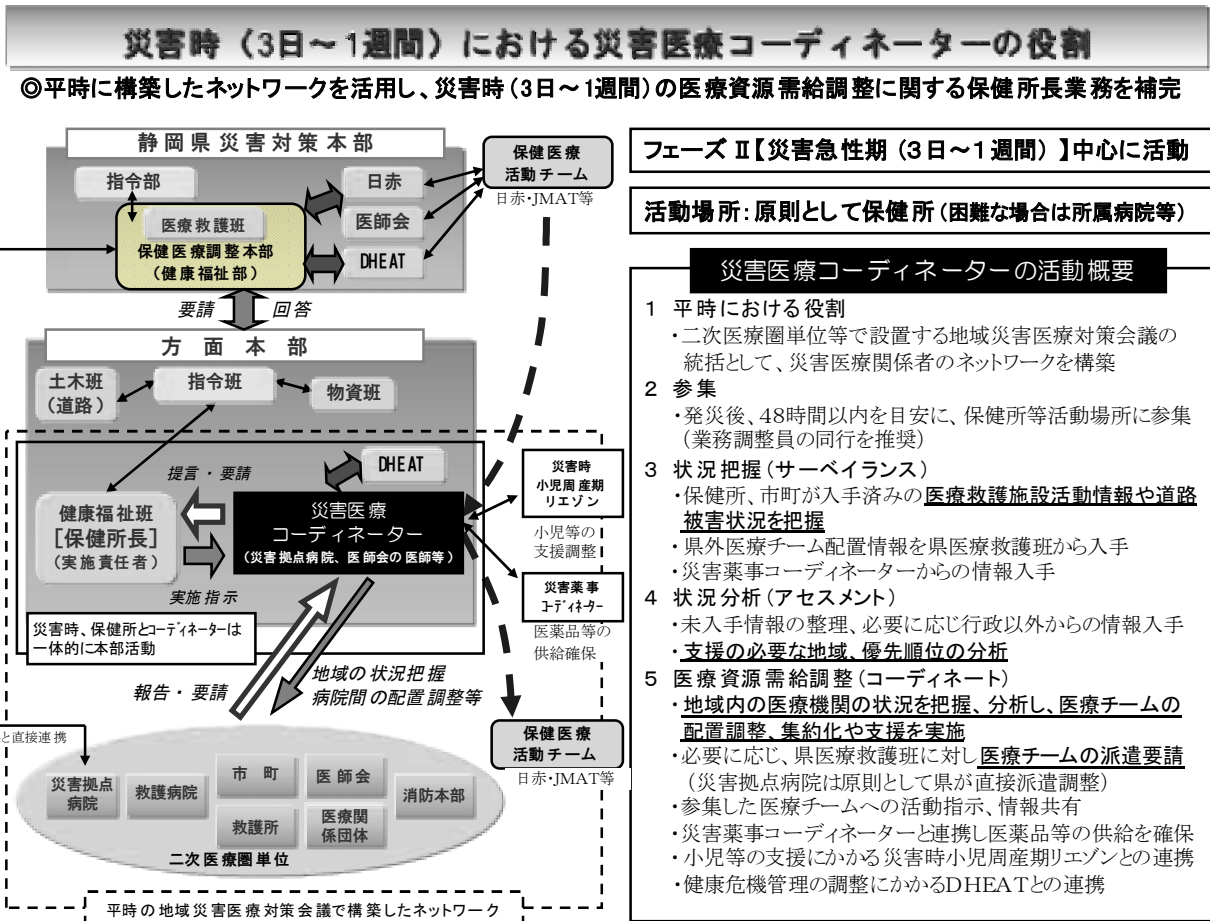 災害時（3日～1週間）における災害医療コーディネーターの役割
◎平時に構築したネットワークを活用し、災害時（3日～1週間）の医療資源需給調整に関する保健所長業務を補完
静岡県災害対策本部
指令部
医療救護班
保健医療調整本部
（健康福祉部）
日赤
医師会
DHEAT
保健医療
活動チーム
日赤・JMAT等
要請
回答
方面本部
土木班
（道路）
指令班
物資班
提言・要請
DHEAT
健康福祉班
［保健所長］
（実施責任者）
災害医療
コーディネーター
（災害拠点病院、医師会の医師等）
実施指示
災害時、保健所とコーディネーターは
一体的に本部活動
災害時
小児周産期
リエゾン
小児等の
支援調整
災害薬事
コーディネーター
医薬品等の
供給確保
報告・要請
地域の状況把握
病院間の配置調整等
と直接連携
災害拠点
病院
救護病院
市町
医師会
消防本部
救護所
医療関
係団体
二次医療圏単位
保健医療
活動チーム
日赤・JMAT等
平時の地域災害医療対策会議で構築したネットワーク
フェーズⅡ【災害急性期（3日～1週間）】中心に活動
活動場所：原則として保健所（困難な場合は所属病院等）
災害医療コーディネーターの活動概要
1 平時における役割
・二次医療圏単位等で設置する地域災害医療対策会議の
統括として、災害医療関係者のネットワークを構築
2 参集
・発災後、48時間以内を目安に、保健所等活動場所に参集
（業務調整員の同行を推奨）
3 状況把握（サーベイランス）
・保健所、市町が入手済みの医療救護施設活動情報や道路
被害状況を把握
・県外医療チーム配置情報を県医療救護班から入手
・災害薬事コーディネーターからの情報入手
4 状況分析（アセスメント）
・未入手情報の整理、必要に応じ行政以外からの情報入手
・支援の必要な地域、優先順位の分析
5 医療資源需給調整（コーディネート）
・地域内の医療機関の状況を把握、分析し、医療チームの
配置調整、集約化や支援を実施
・必要に応じ、県医療救護班に対し医療チームの派遣要請
（災害拠点病院は原則として県が直接派遣調整）
・参集した医療チームへの活動指示、情報共有
・災害薬事コーディネーターと連携し医薬品等の供給を確保
・小児等の支援にかかる災害時小児周産期リエゾンとの連携
・健康危機管理の調整にかかるDHEATとの連携